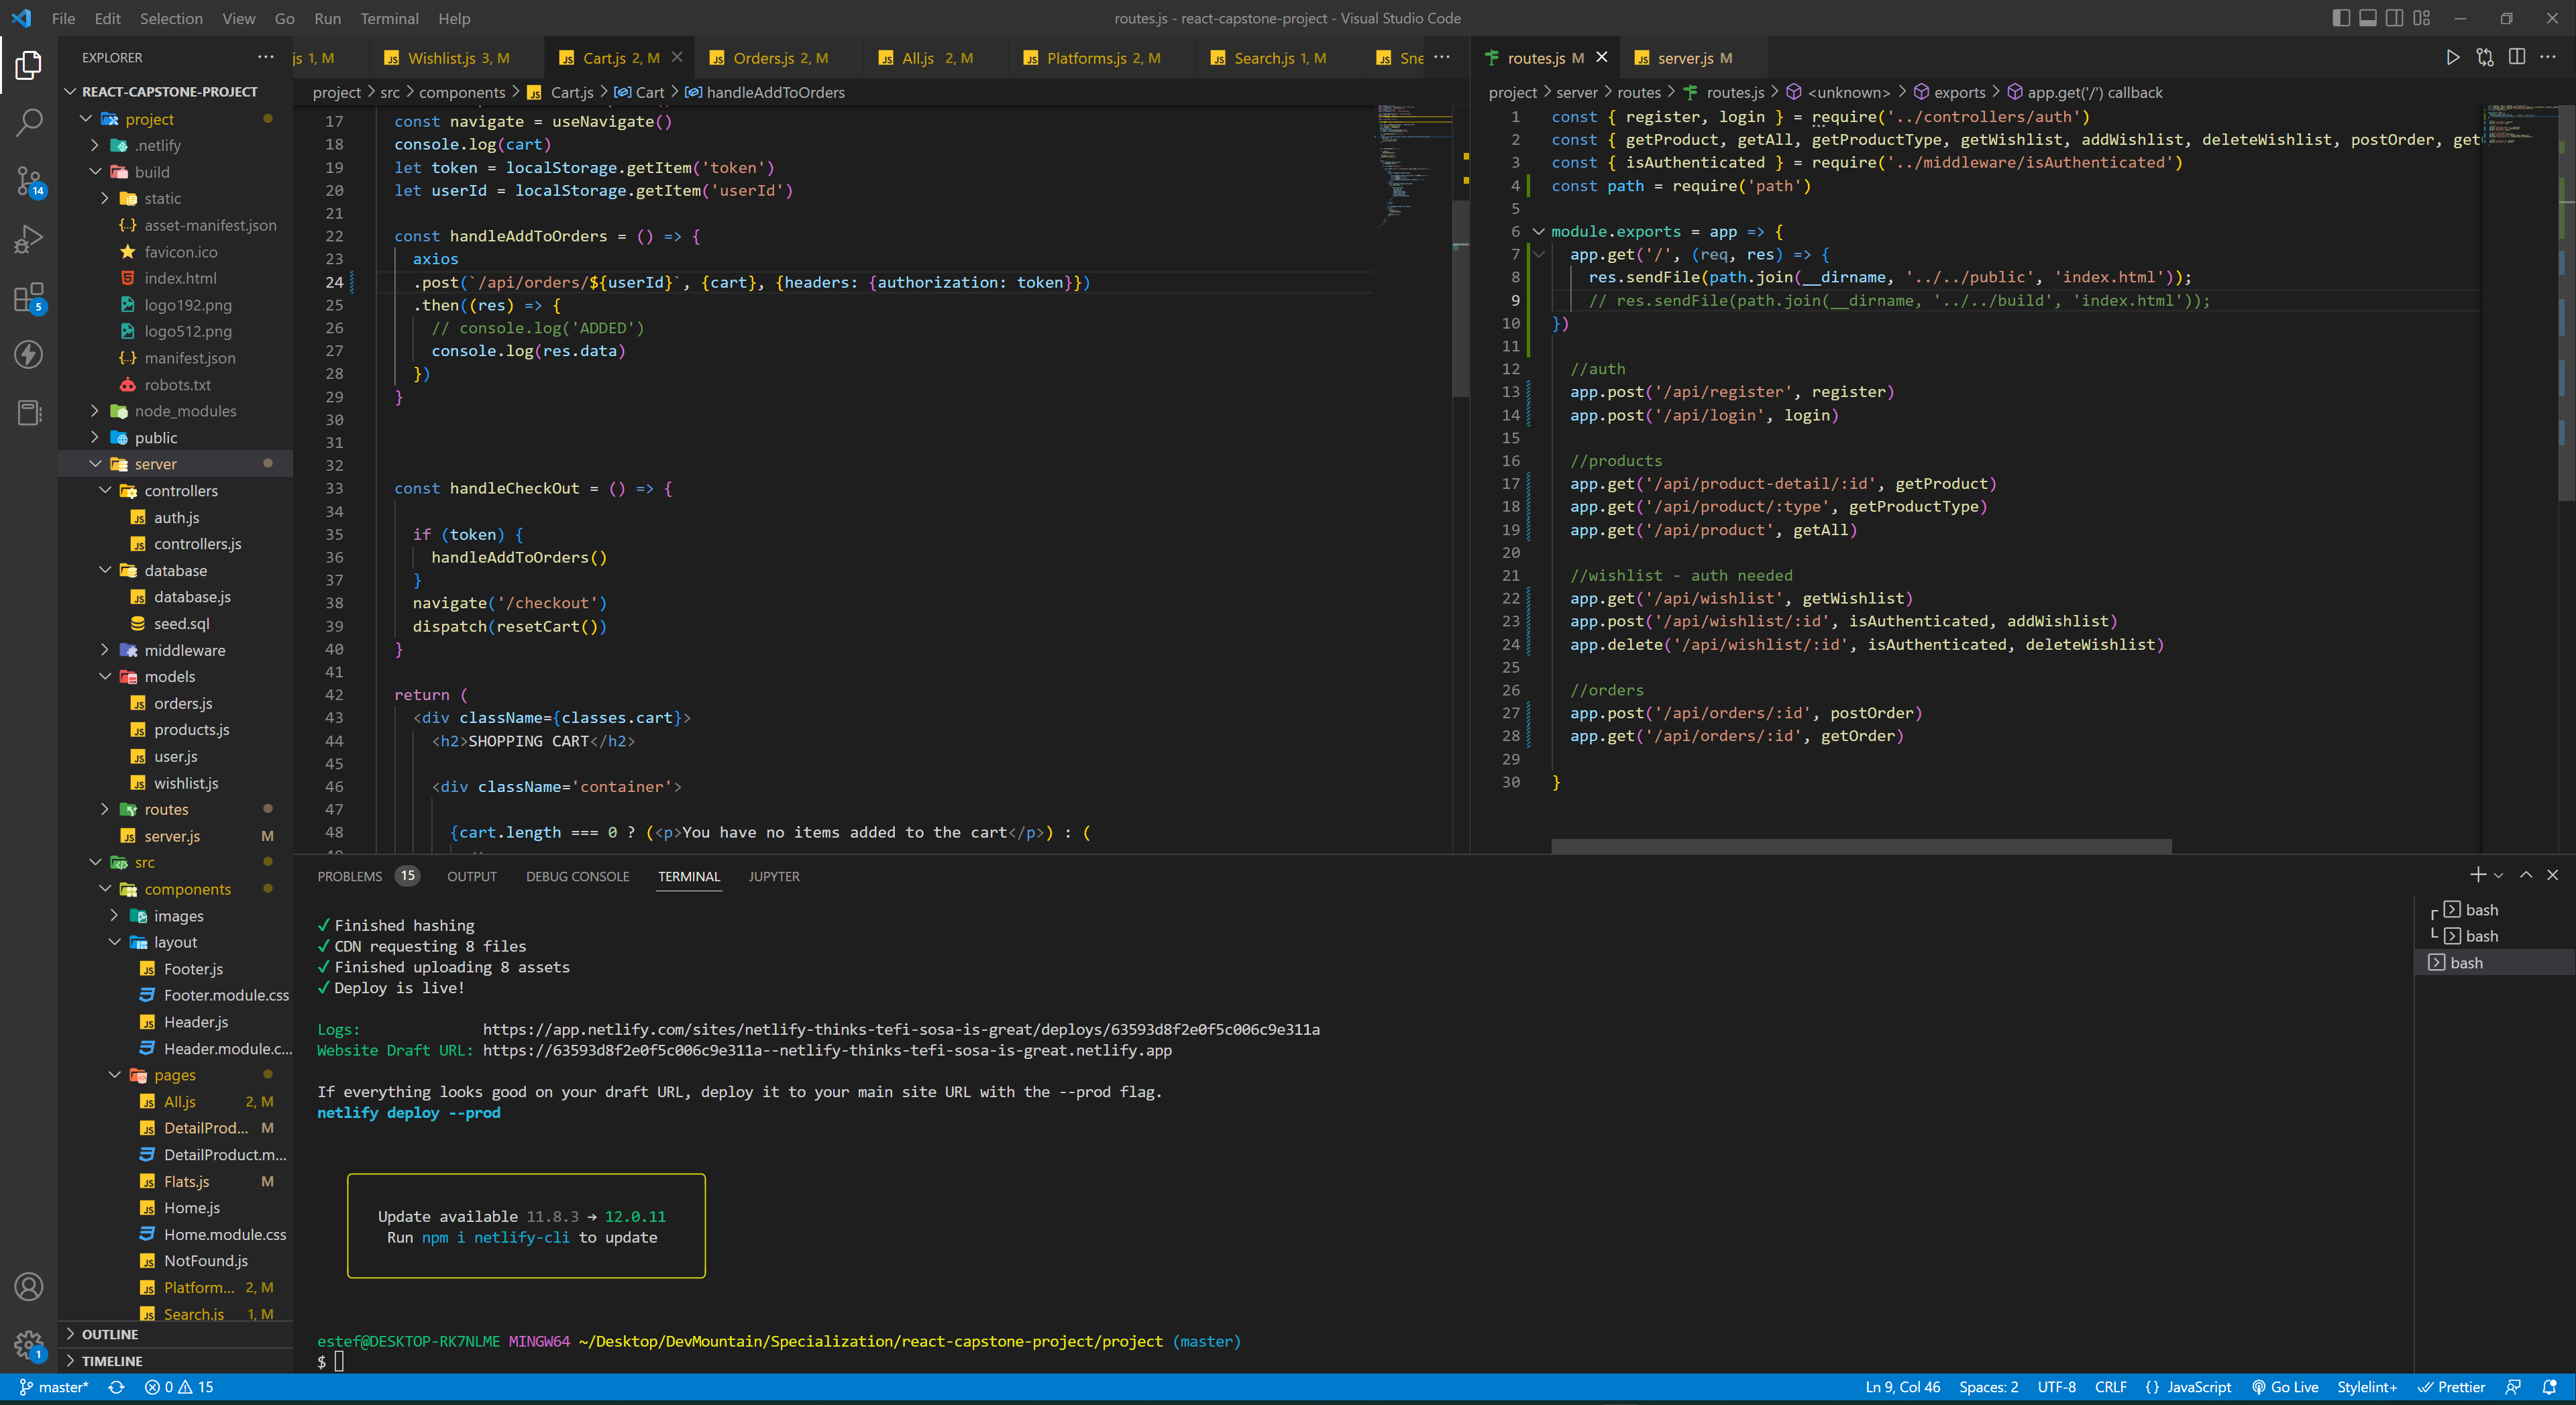 File Edit Selection View Go Run Terminal Help
routes.js - react-capstone-project - Visual Studio Code
EXPLORER
js 1, M
Wishlist.js 3, M
Cart.js 2, M
Orders.js 2, M
All.js 2, M
Platforms.js 2, M
Search.js 1, M
Sne
routes.js M
server.js M
REACT-CAPSTONE-PROJECT
project
.netlify
build
static
asset-manifest.json
favicon.ico
index.html
logo192.png
logo512.png
manifest.json
robots.txt
node_modules
public
server
controllers
auth.js
controllers.js
database
database.js
seed.sql
middleware
models
orders.js
products.js
user.js
wishlist.js
routes
server.js M
src
components
images
layout
Footer.js
Footer.module.css
Header.js
Header.module.c...
pages
All.js 2, M
DetailProd... M
DetailProduct.m...
Flats.js M
Home.js
Home.module.css
NotFound.js
Platform... 2, M
Search.js 1, M
OUTLINE
TIMELINE
14
5
1
project > src > components > Cart.js > Cart > handleAddToOrders
17 const navigate = useNavigate()
18 console.log(cart)
19 let token = localStorage.getItem('token')
20 let userId = localStorage.getItem('userId')
21
22 const handleAddToOrders = () => {
23 axios
24 .post(`/api/orders/${userId}`, {cart}, {headers: {authorization: token}})
25 .then((res) => {
26 // console.log('ADDED')
27 console.log(res.data)
28 })
29 }
30
31
32
33 const handleCheckOut = () => {
34
35 if (token) {
36 handleAddToOrders()
37 }
38 navigate('/checkout')
39 dispatch(resetCart())
40 }
41
42 return (
43 <div className={classes.cart}>
44 <h2>SHOPPING CART</h2>
45
46 <div className='container'>
47
48 {cart.length === 0 ? (<p>You have no items added to the cart</p>) : (
project > server > routes > routes.js > <unknown> > exports > app.get('/') callback
1 const { register, login } = require('../controllers/auth')
2 const { getProduct, getAll, getProductType, getWishlist, addWishlist, deleteWishlist, postOrder, get
3 const { isAuthenticated } = require('../middleware/isAuthenticated')
4 const path = require('path')
5
6 module.exports = app => {
7 app.get('/', (req, res) => {
8 res.sendFile(path.join(__dirname, '../../public', 'index.html'));
9 // res.sendFile(path.join(__dirname, '../../build', 'index.html'));
10 })
11
12 //auth
13 app.post('/api/register', register)
14 app.post('/api/login', login)
15
16 //products
17 app.get('/api/product-detail/:id', getProduct)
18 app.get('/api/product/:type', getProductType)
19 app.get('/api/product', getAll)
20
21 //wishlist - auth needed
22 app.get('/api/wishlist', getWishlist)
23 app.post('/api/wishlist/:id', isAuthenticated, addWishlist)
24 app.delete('/api/wishlist/:id', isAuthenticated, deleteWishlist)
25
26 //orders
27 app.post('/api/orders/:id', postOrder)
28 app.get('/api/orders/:id', getOrder)
29
30 }
PROBLEMS 15 OUTPUT DEBUG CONSOLE TERMINAL JUPYTER
✓ Finished hashing
✓ CDN requesting 8 files
✓ Finished uploading 8 assets
✓ Deploy is live!
Logs: https://app.netlify.com/sites/netlify-thinks-tefi-sosa-is-great/deploys/63593d8f2e0f5c006c9e311a
Website Draft URL: https://63593d8f2e0f5c006c9e311a--netlify-thinks-tefi-sosa-is-great.netlify.app
If everything looks good on your draft URL, deploy it to your main site URL with the --prod flag.
netlify deploy --prod
Update available 11.8.3 → 12.0.11
Run npm i netlify-cli to update
estef@DESKTOP-RK7NLME MINGW64 ~/Desktop/DevMountain/Specialization/react-capstone-project/project (master)
$
bash
bash
bash
master* 0 15
Ln 9, Col 46 Spaces: 2 UTF-8 CRLF {} JavaScript Go Live Stylelint+ Prettier